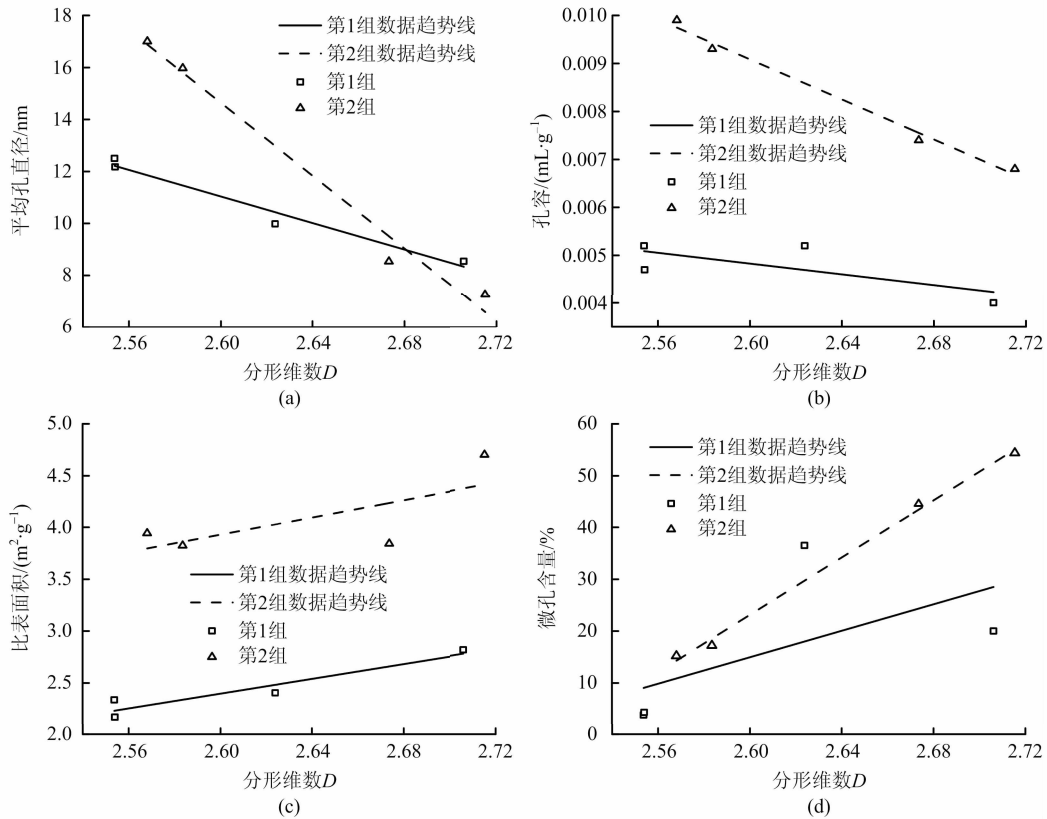 18
16
14
12
10
8
6
平均孔直径/nm
第1组数据趋势线
第2组数据趋势线
第1组
第2组
2.56
2.60
2.64
2.68
2.72
分形维数D
(a)
0.010
0.009
0.008
0.007
0.006
0.005
0.004
孔容/(mL·g⁻¹)
第1组数据趋势线
第2组数据趋势线
第1组
第2组
2.56
2.60
2.64
2.68
2.72
分形维数D
(b)
5.0
4.5
4.0
3.5
3.0
2.5
2.0
比表面积/(m²·g⁻¹)
第1组数据趋势线
第2组数据趋势线
第1组
第2组
2.56
2.60
2.64
2.68
2.72
分形维数D
(c)
60
50
40
30
20
10
0
微孔含量/%
第1组数据趋势线
第2组数据趋势线
第1组
第2组
2.56
2.60
2.64
2.68
2.72
分形维数D
(d)